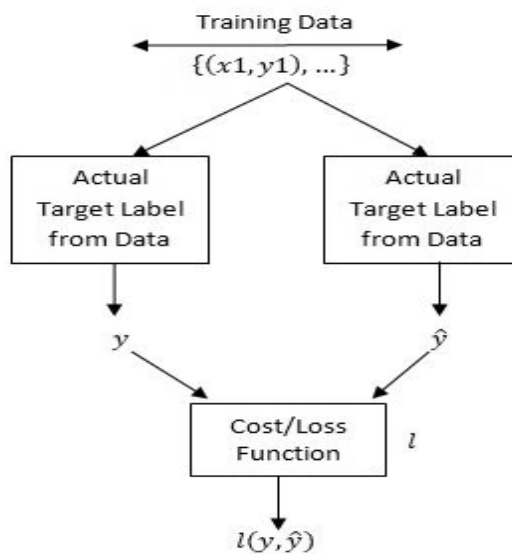 Training Data
{(x1, y1), ...}
Actual
Target Label
from Data
Actual
Target Label
from Data
y
ŷ
Cost/Loss
Function
l
l(y, ŷ)